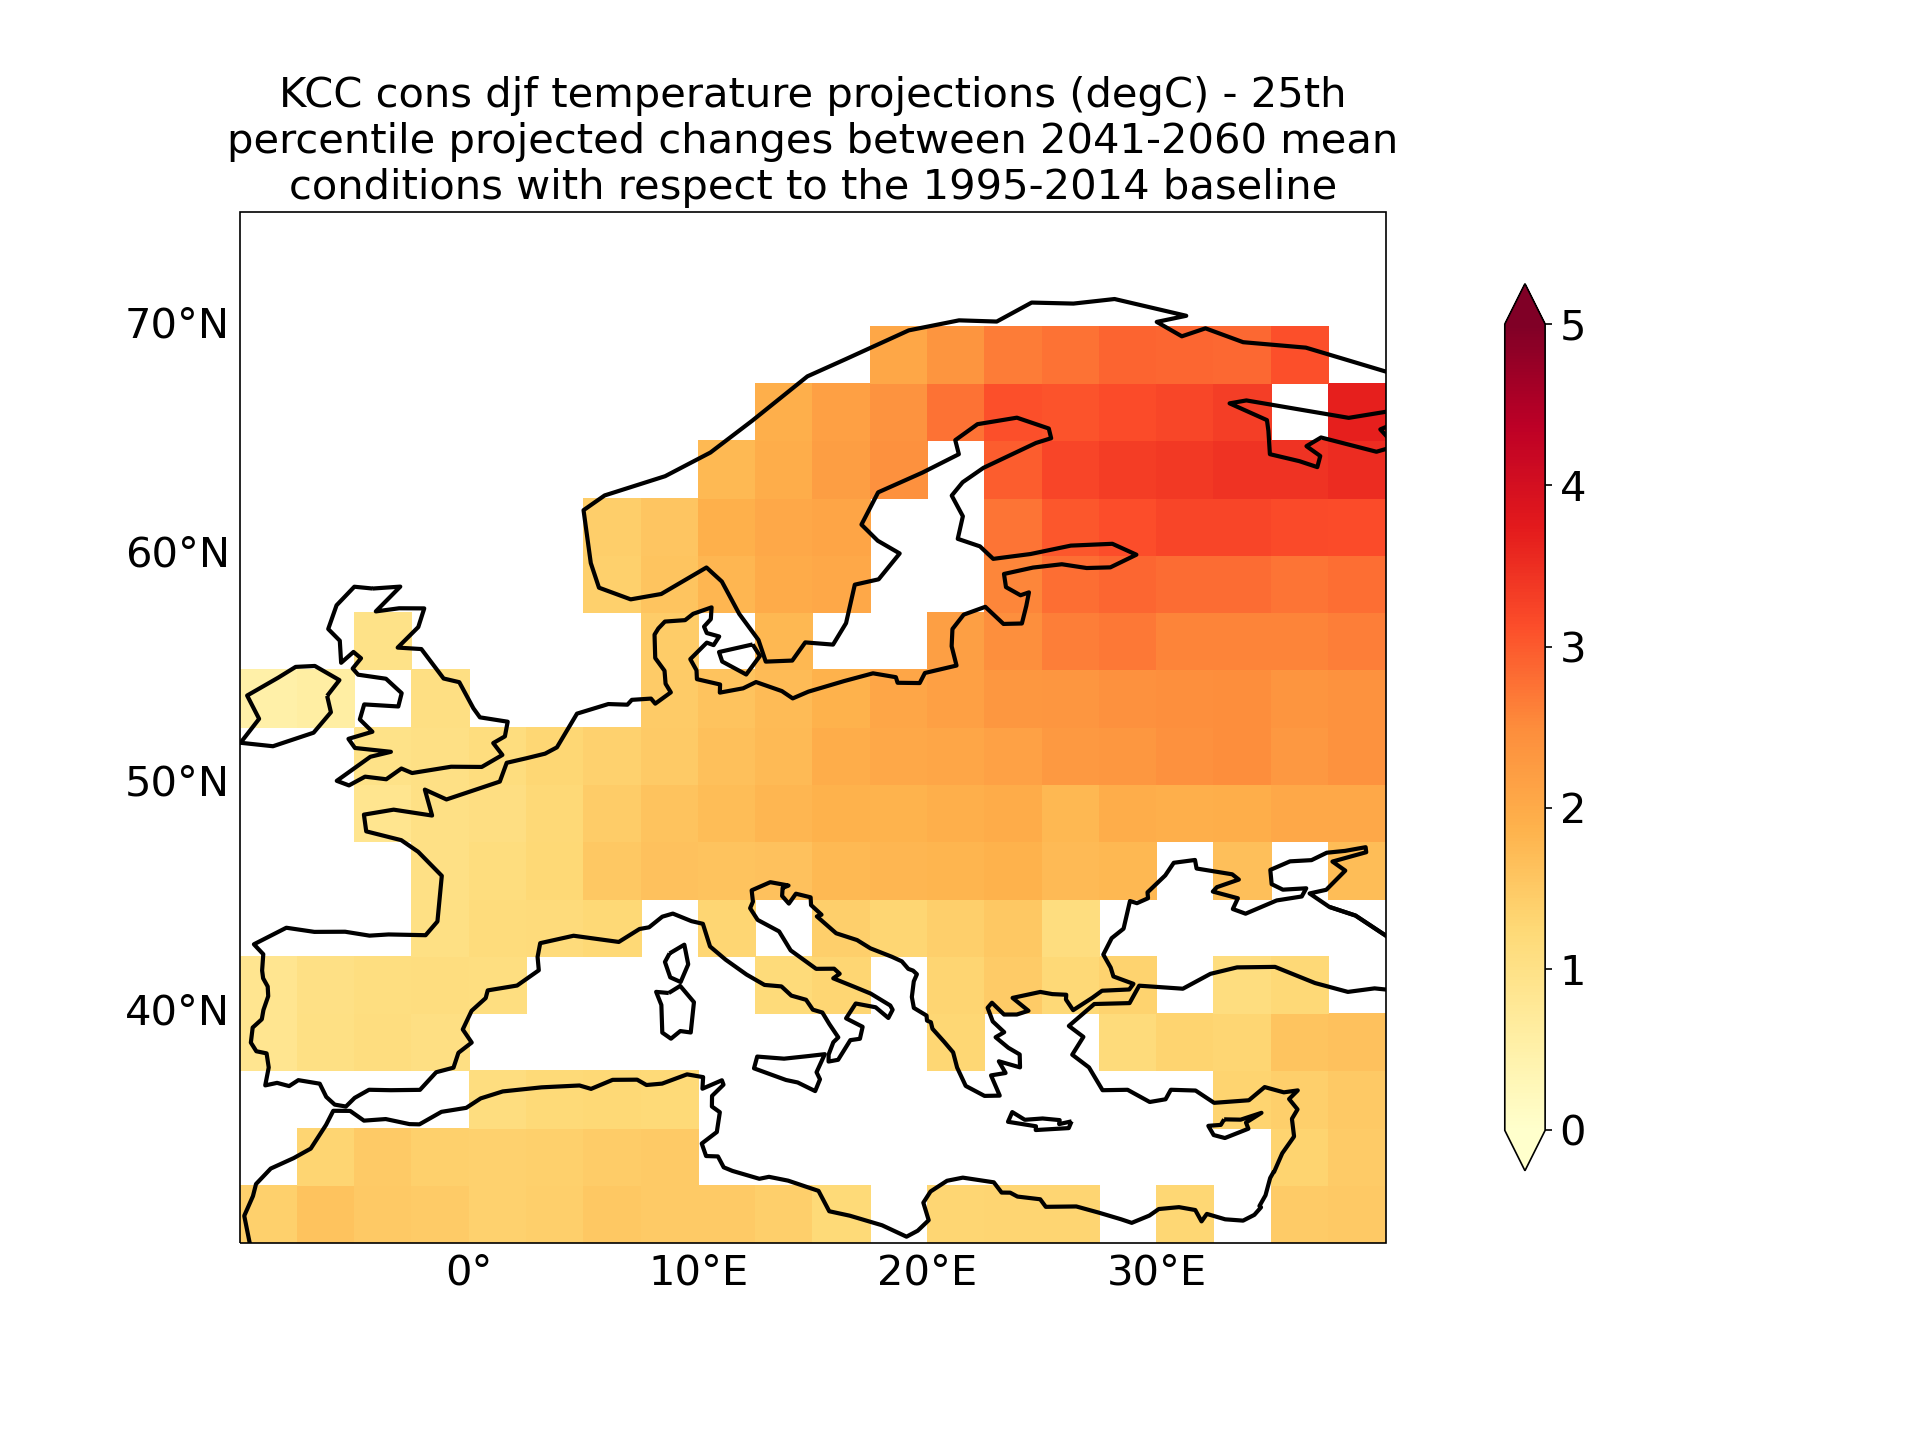 KCC cons djf temperature projections (degC) - 25th
percentile projected changes between 2041-2060 mean
conditions with respect to the 1995-2014 baseline
70°N
60°N
50°N
40°N
0°
10°E
20°E
30°E
5
4
3
2
1
0